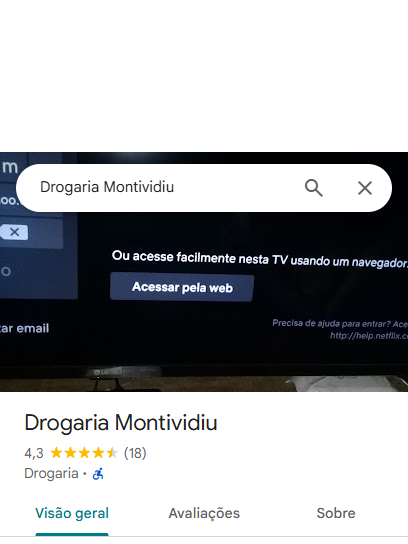 Drogaria Montividiu
m
oo.
o
Ou acesse facilmente nesta TV usando um navegador.
Acessar pela web
tar email
Precisa de ajuda para entrar? Ace
http://help.netflix.c
Drogaria Montividiu
4,3 (18)
Drogaria ·
Visão geral
Avaliações
Sobre